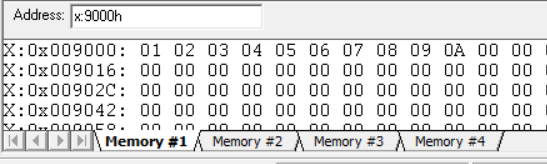 Address: x:9000h
X:0x009000: 01 02 03 04 05 06 07 08 09 0A 00 00
X:0x009016: 00 00 00 00 00 00 00 00 00 00 00 00
X:0x00902C: 00 00 00 00 00 00 00 00 00 00 00 00
X:0x009042: 00 00 00 00 00 00 00 00 00 00 00 00
Memory #1 Memory #2 Memory #3 Memory #4